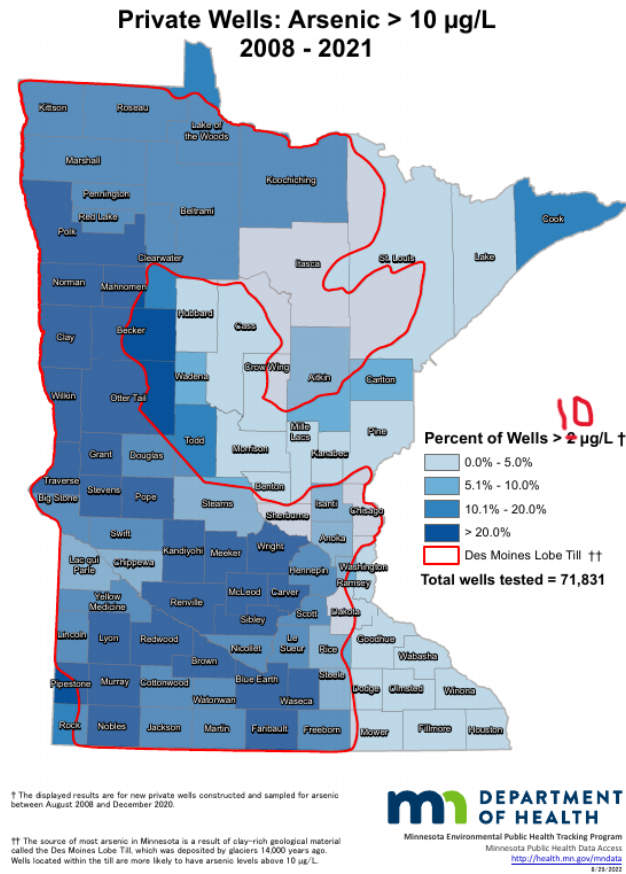 Private Wells: Arsenic > 10 µg/L
2008 - 2021
Kittson
Roseau
Lake of
the Woods
Marshall
Koochiching
Pennington
Red Lake
Beltrami
Polk
Cook
Clearwater
Itasca
St. Louis
Lake
Norman
Mahnomen
Hubbard
Cass
Becker
Clay
Crow Wing
Aitkin
Wadena
Carlton
Wilkin
Otter Tail
Todd
Mille
Lacs
Pine
Grant
Douglas
Morrison
Kanabec
Traverse
Big Stone
Stevens
Pope
Benton
Stearns
Isanti
Sherburne
Chisago
Swift
Anoka
Kandiyohi
Meeker
Wright
Lac qui
Parle
Chippewa
Hennepin
Washington
Ramsey
Yellow
Medicine
Renville
McLeod
Carver
Dakota
Scott
Sibley
Lincoln
Lyon
Redwood
Nicollet
Le
Sueur
Rice
Goodhue
Wabasha
Brown
Pipestone
Murray
Cottonwood
Blue Earth
Steele
Waseca
Dodge
Olmsted
Winona
Watonwan
Rock
Nobles
Jackson
Martin
Faribault
Freeborn
Mower
Fillmore
Houston
10
Percent of Wells > 2 µg/L †
0.0% - 5.0%
5.1% - 10.0%
10.1% - 20.0%
> 20.0%
Des Moines Lobe Till ††
Total wells tested = 71,831
† The displayed results are for new private wells constructed and sampled for arsenic
between August 2008 and December 2020.
†† The source of most arsenic in Minnesota is a result of clay-rich geological material
called the Des Moines Lobe Till, which was deposited by glaciers 14,000 years ago.
Wells located within the till are more likely to have arsenic levels above 10 µg/L.
mn DEPARTMENT
OF HEALTH
Minnesota Environmental Public Health Tracking Program
Minnesota Public Health Data Access
http://health.mn.gov/mndata
8/26/2022